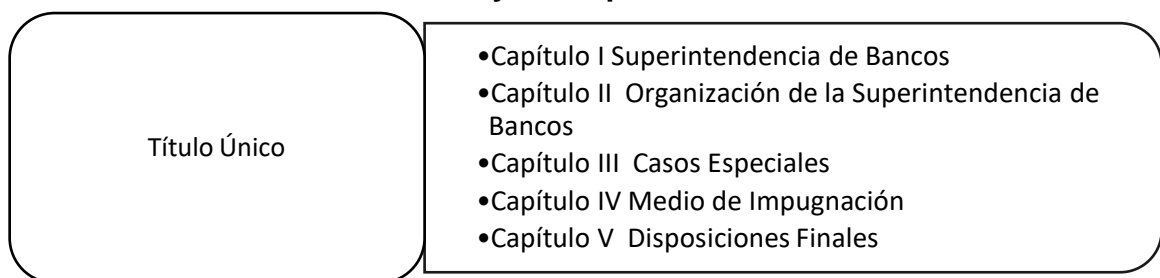 Título Único
•Capítulo I Superintendencia de Bancos
•Capítulo II  Organización de la Superintendencia de
Bancos
•Capítulo III  Casos Especiales
•Capítulo IV Medio de Impugnación
•Capítulo V  Disposiciones Finales